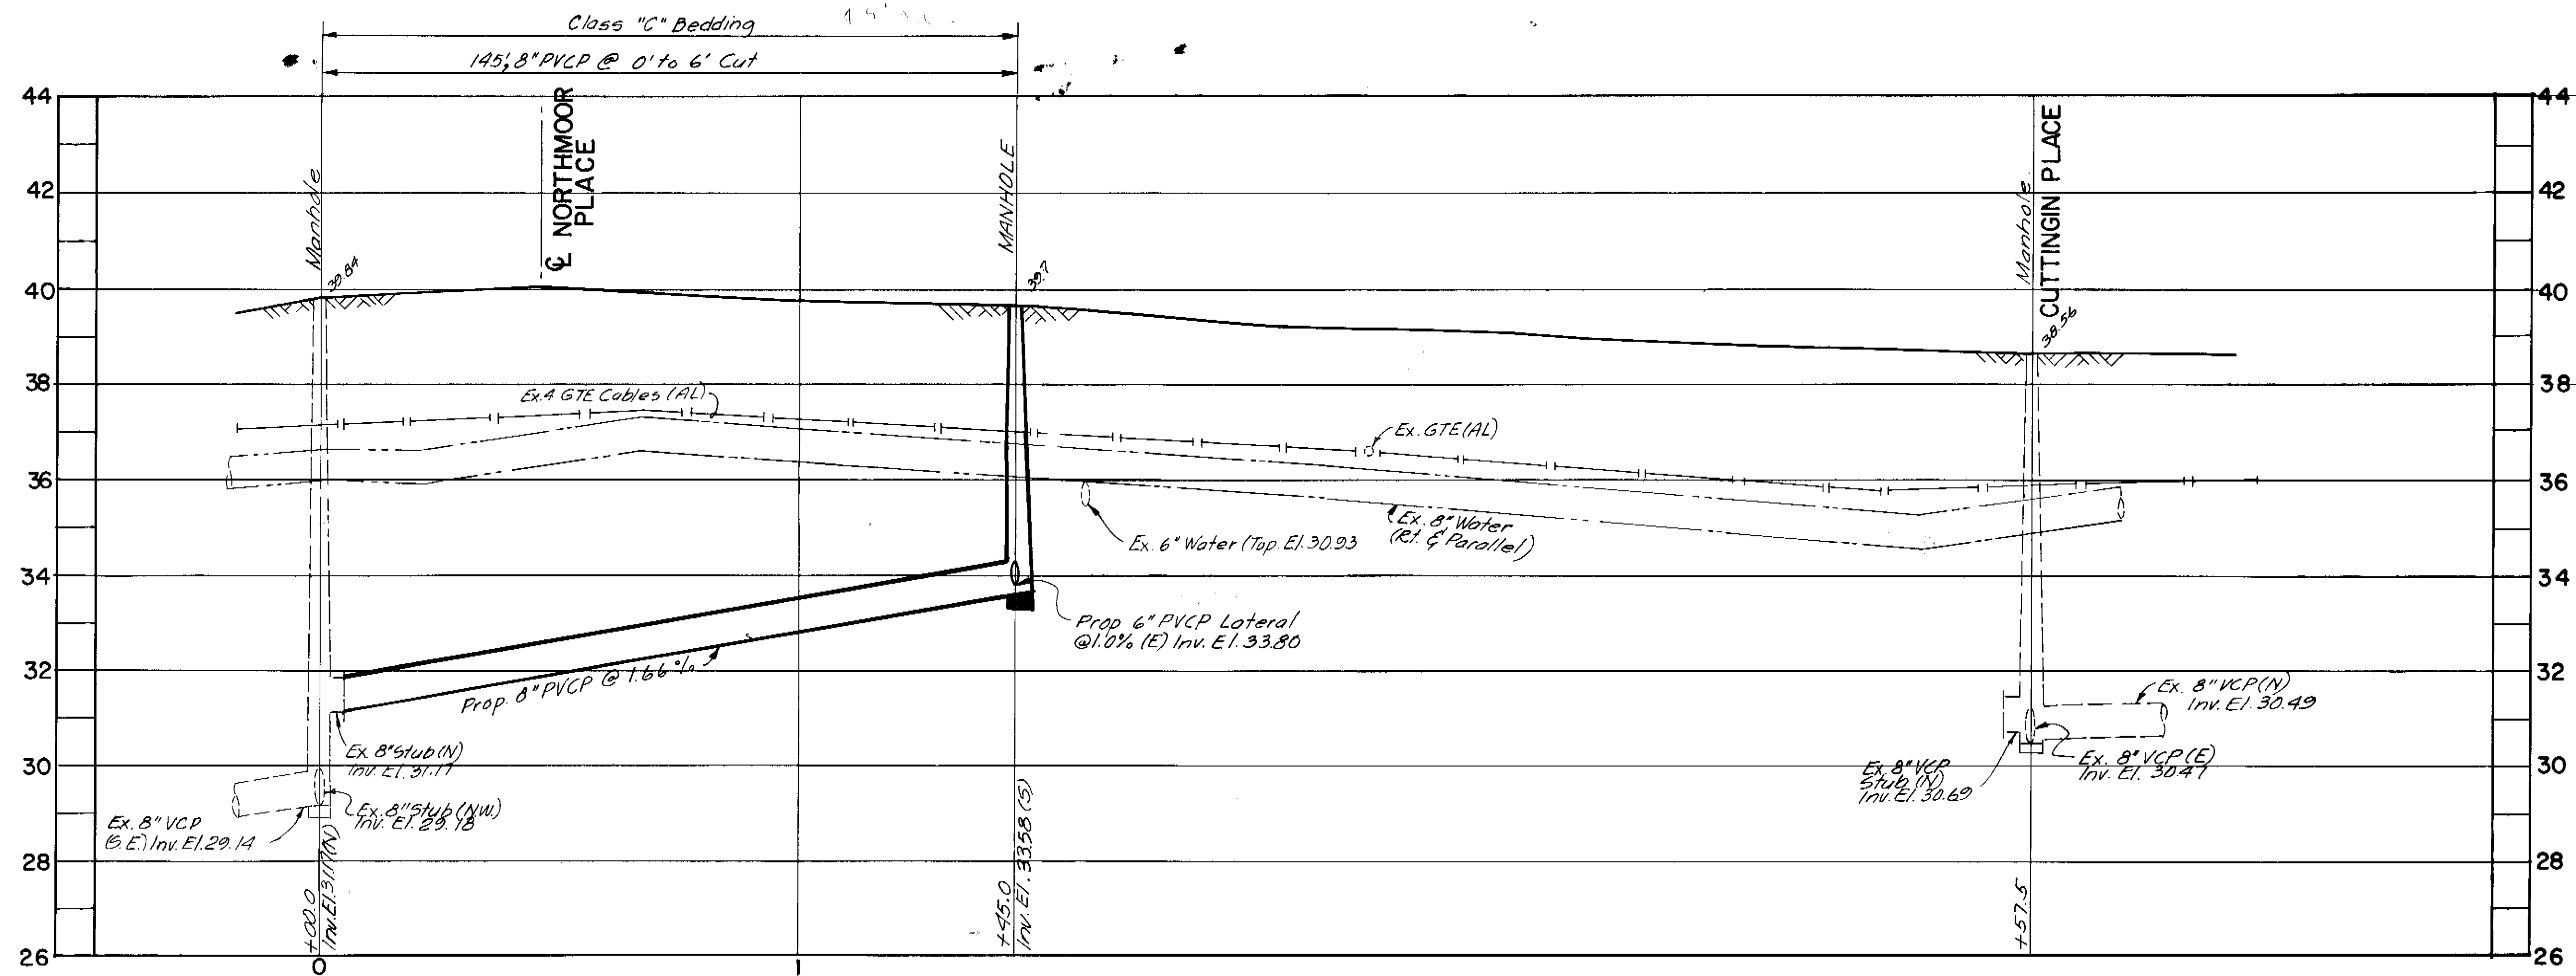 Class "C" Bedding
145', 8" PVCP @ 0' to 6' Cut
44
44
42
42
40
40
38
38
36
36
34
34
32
32
30
30
28
28
26
26
Manhole
39.84
℄ NORTHMOOR
PLACE
MANHOLE
39.7
Manhole
CUTTINGIN PLACE
38.56
Ex.4 GTE Cables (AL)
Ex. GTE (AL)
Ex. 6" Water (Top. El. 30.93
Ex. 8" Water
(Rt. & Parallel)
Prop. 6" PVCP Lateral
@1.0% (E) Inv. El. 33.80
Prop. 8" PVCP @ 1.66%
Ex. 8" Stub (N)
Inv. El. 31.17
Ex. 8" Stub (N.W.)
Inv. El. 29.18
Ex. 8" VCP
(S.E.) Inv. El. 29.14
Ex. 8" VCP (N)
Inv. El. 30.49
Ex. 8" VCP (E)
Inv. El. 30.47
Ex. 8" VCP
Stub (N)
Inv. El. 30.69
+00.0
Inv. El. 31.17 (N)
+45.0
Inv. El. 33.58 (S)
+57.5
0
1